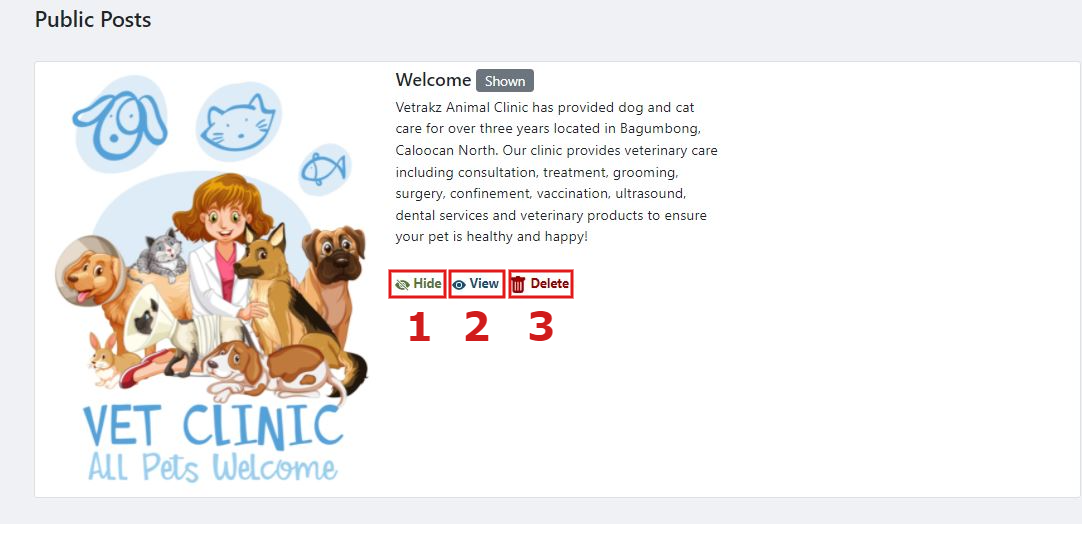 Public Posts
Welcome Shown
Vetrakz Animal Clinic has provided dog and cat
care for over three years located in Bagumbong,
Caloocan North. Our clinic provides veterinary care
including consultation, treatment, grooming,
surgery, confinement, vaccination, ultrasound,
dental services and veterinary products to ensure
your pet is healthy and happy!
Hide View Delete
1 2 3
VET CLINIC
All Pets Welcome